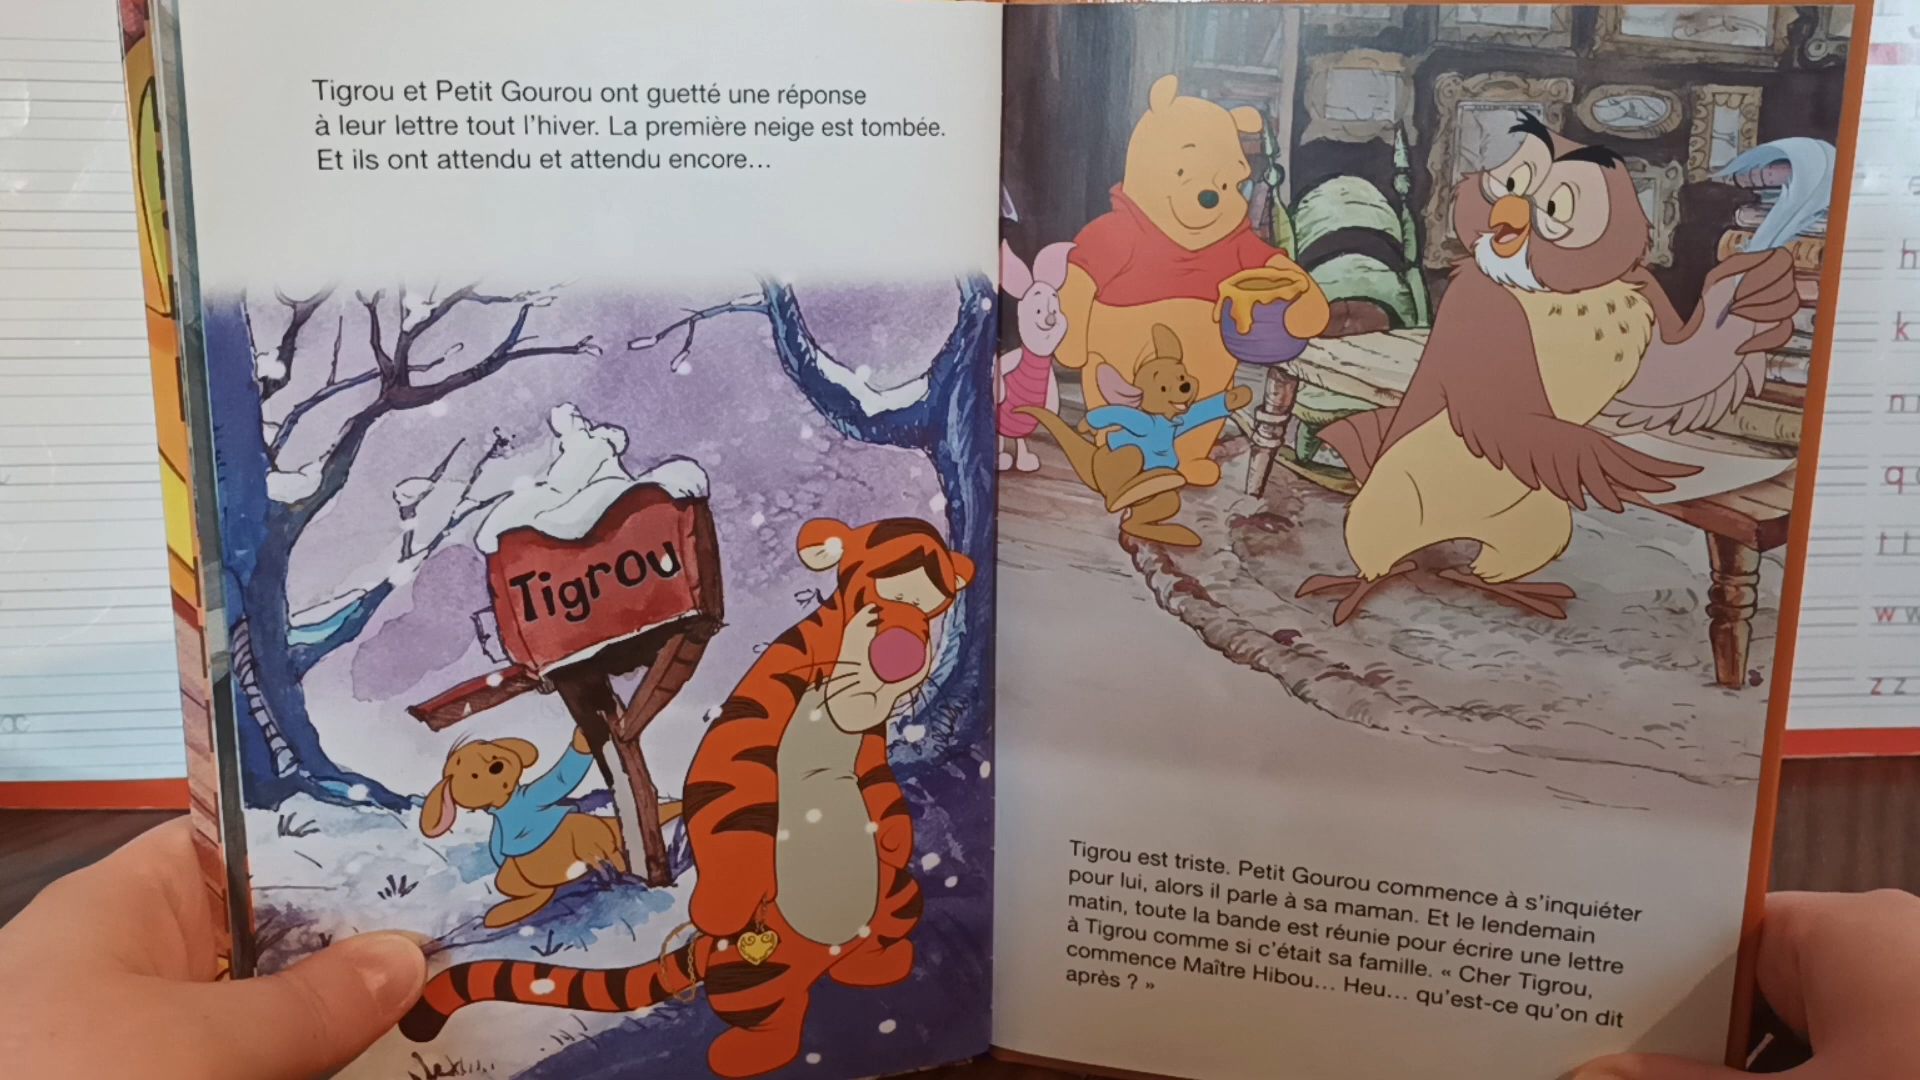 Tigrou et Petit Gourou ont guetté une réponse
à leur lettre tout l'hiver. La première neige est tombée.
Et ils ont attendu et attendu encore...
Tigrou
Tigrou est triste. Petit Gourou commence à s'inquiéter
pour lui, alors il parle à sa maman. Et le lendemain
matin, toute la bande est réunie pour écrire une lettre
à Tigrou comme si c'était sa famille. « Cher Tigrou,
commence Maître Hibou... Heu... qu'est-ce qu'on dit
après ? »
h
k
n
q
t t
w w
z z